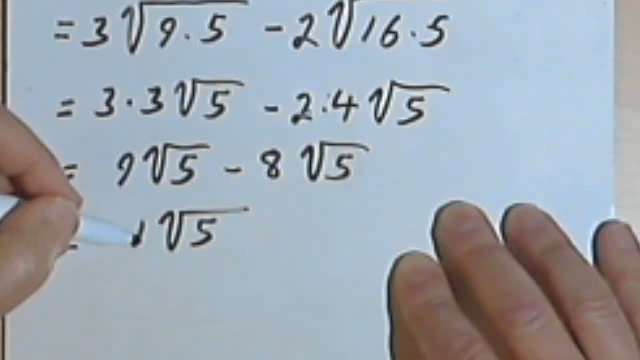 = 3√9·5 - 2√16·5
= 3·3√5 - 2·4√5
= 9√5 - 8√5
= 1√5